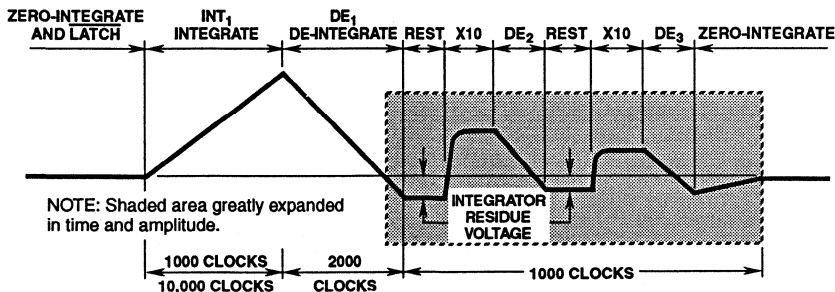 ZERO-INTEGRATE
AND LATCH
INT1
INTEGRATE
DE1
DE-INTEGRATE
REST
X10
DE2
REST
X10
DE3
ZERO-INTEGRATE
NOTE: Shaded area greatly expanded
in time and amplitude.
INTEGRATOR
RESIDUE
VOLTAGE
1000 CLOCKS
10,000 CLOCKS
2000
CLOCKS
1000 CLOCKS